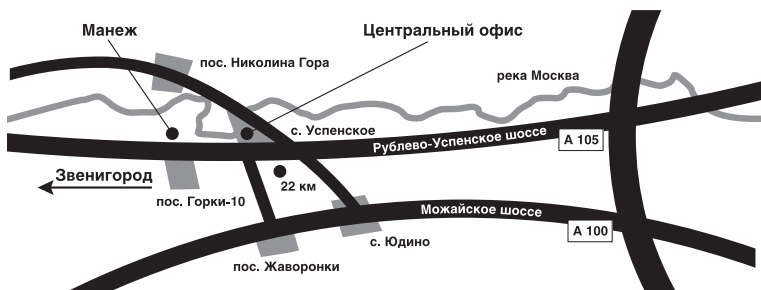 Манеж
Центральный офис
пос. Николина Гора
река Москва
с. Успенское
Рублево-Успенское шоссе
А 105
Звенигород
22 км
пос. Горки-10
Можайское шоссе
А 100
с. Юдино
пос. Жаворонки